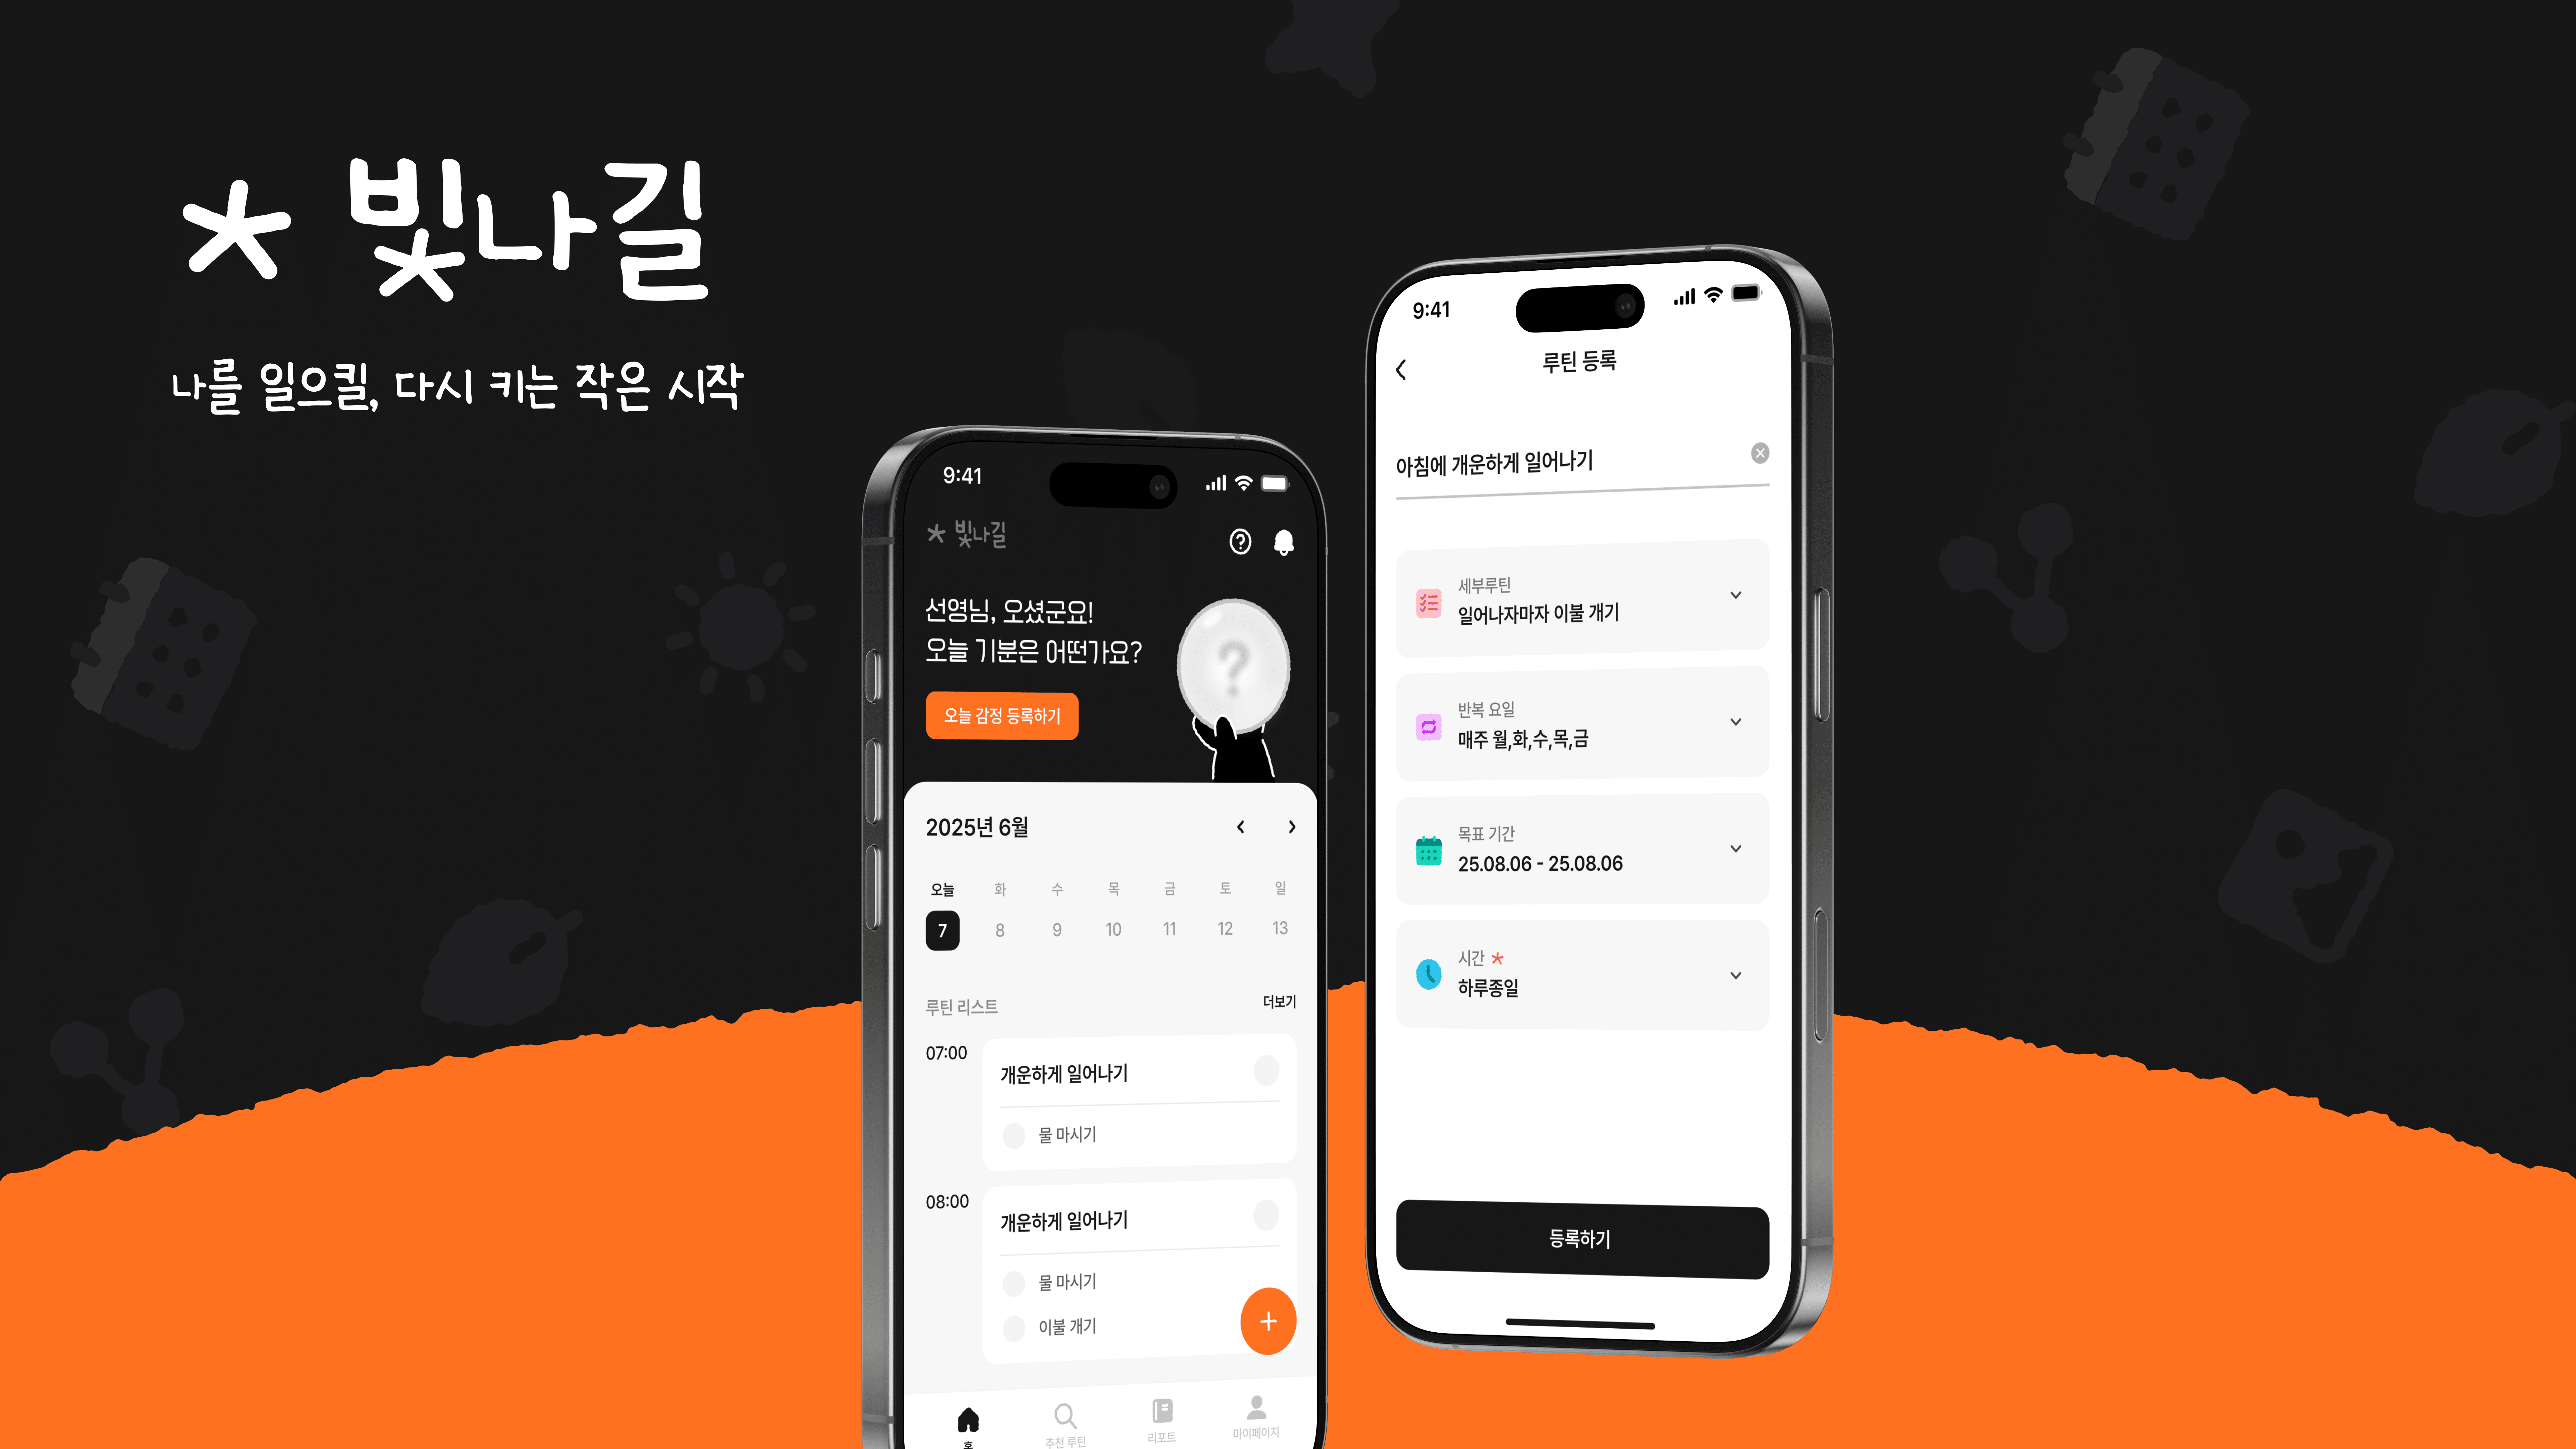 빛나길
나를 일으킬, 다시 키는 작은 시작
9:41
빛나길
선영님, 오셨군요!
오늘 기분은 어떤가요?
?
오늘 감정 등록하기
2025년 6월
오늘 화 수 목 금 토 일
7 8 9 10 11 12 13
루틴 리스트 더보기
07:00 개운하게 일어나기
물 마시기
08:00 개운하게 일어나기
물 마시기
이불 개기
홈 추천 루틴 리포트 마이페이지
9:41
루틴 등록
아침에 개운하게 일어나기
세부루틴
일어나자마자 이불 개기
반복 요일
매주 월,화,수,목,금
목표 기간
25.08.06 - 25.08.06
시간 *
하루종일
등록하기